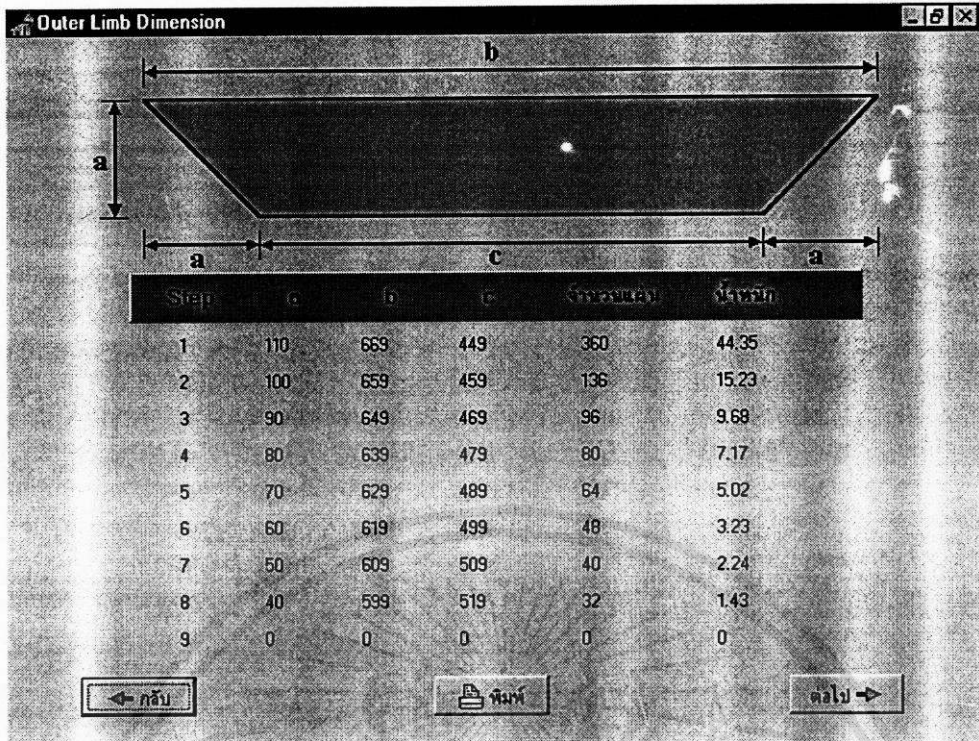 Outer Limb Dimension
b
a
a c a
Step a b c จำนวนแผ่น น้ำหนัก
1 110 669 449 360 44.35
2 100 659 459 136 15.23
3 90 649 469 96 9.68
4 80 639 479 80 7.17
5 70 629 489 64 5.02
6 60 619 499 48 3.23
7 50 609 509 40 2.24
8 40 599 519 32 1.43
9 0 0 0 0 0
กลับ พิมพ์ ต่อไป